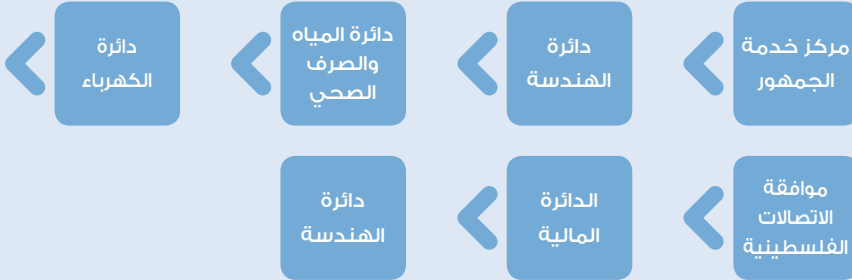 مركز خدمة
الجمهور
دائرة
الهندسة
دائرة المياه
والصرف
الصحي
دائرة
الكهرباء
موافقة
الاتصالات
الفلسطينية
الدائرة
المالية
دائرة
الهندسة